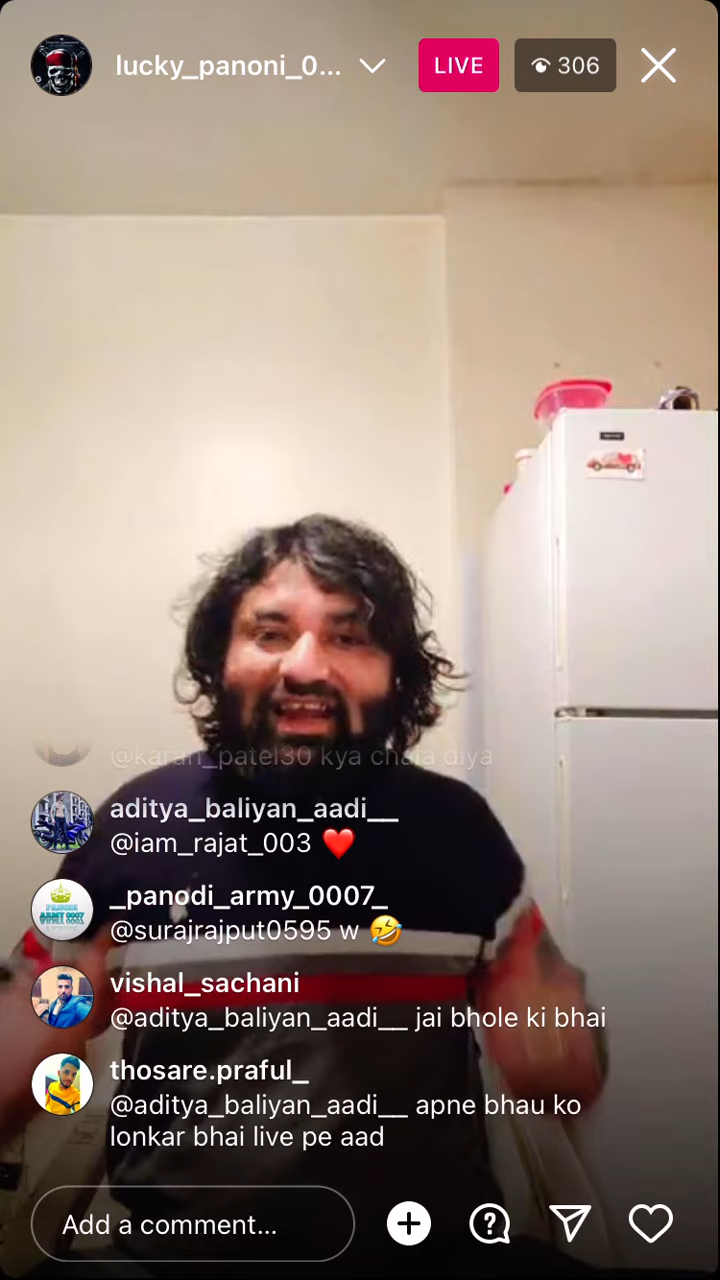 lucky_panoni_0...
LIVE
306
@karan_patel30 kya chala diya
aditya_baliyan_aadi__
@iam_rajat_003 ❤️
_panodi_army_0007_
@surajrajput0595 w 🤣
vishal_sachani
@aditya_baliyan_aadi__ jai bhole ki bhai
thosare.praful_
@aditya_baliyan_aadi__ apne bhau ko
lonkar bhai live pe aad
Add a comment...